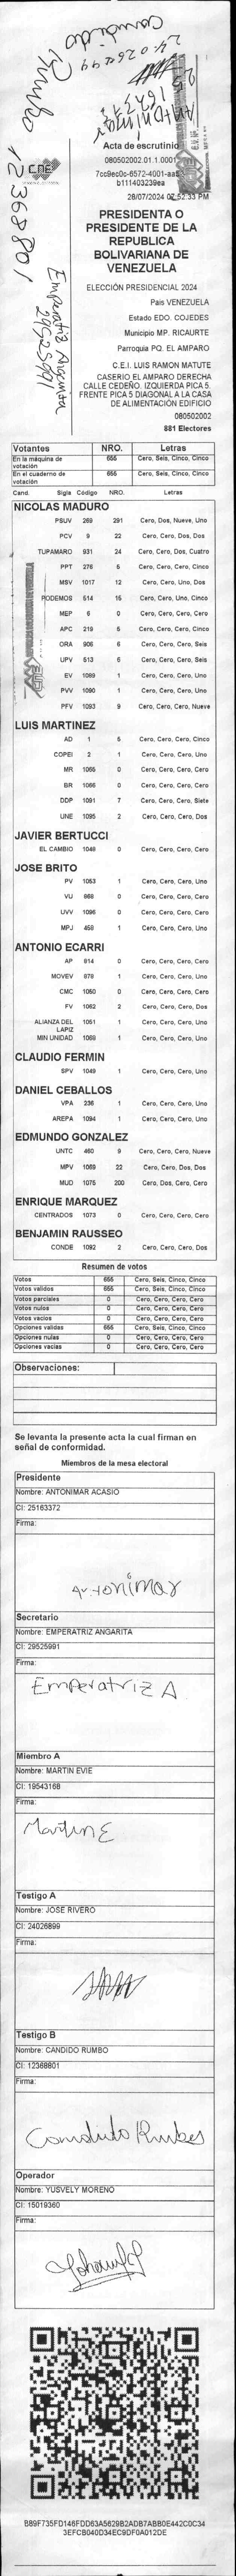 Candido
Rumbo
12368801
Emperatriz Angarita
29525991
Antonimar
CNE
Acta de escrutinio
080502002.01.1.0001
28/07/2024 07:52:33 PM
PRESIDENTA O
PRESIDENTE DE LA
REPUBLICA
BOLIVARIANA DE
VENEZUELA
ELECCIÓN PRESIDENCIAL 2024
País VENEZUELA
Estado EDO. COJEDES
Municipio MP. RICAURTE
Parroquia PQ. EL AMPARO
C.E.I. LUIS RAMON MATUTE
CASERIO EL AMPARO DERECHA
CALLE CEDEÑO. IZQUIERDA PICA 5.
FRENTE PICA 5 DIAGONAL A LA CASA
DE ALIMENTACIÓN EDIFICIO
080502002
881 Electores
Votantes NRO. Letras
En la máquina de votación 655 Cero, Seis, Cinco, Cinco
En el cuaderno de votación 655 Cero, Seis, Cinco, Cinco
Cand. Sigla Código NRO. Letras
NICOLAS MADURO
PSUV 269 291 Cero, Dos, Nueve, Uno
PCV 9 22 Cero, Cero, Dos, Dos
TUPAMARO 931 24 Cero, Cero, Dos, Cuatro
PPT 276 5 Cero, Cero, Cero, Cinco
MSV 1017 12 Cero, Cero, Uno, Dos
PODEMOS 514 15 Cero, Cero, Uno, Cinco
MEP 6 0 Cero, Cero, Cero, Cero
APC 219 5 Cero, Cero, Cero, Cinco
ORA 906 6 Cero, Cero, Cero, Seis
UPV 513 6 Cero, Cero, Cero, Seis
EV 1089 1 Cero, Cero, Cero, Uno
PVV 1090 1 Cero, Cero, Cero, Uno
PFV 1093 9 Cero, Cero, Cero, Nueve
LUIS MARTINEZ
AD 1 5 Cero, Cero, Cero, Cinco
COPEI 2 1 Cero, Cero, Cero, Uno
MR 1065 0 Cero, Cero, Cero, Cero
BR 1066 0 Cero, Cero, Cero, Cero
DDP 1091 7 Cero, Cero, Cero, Siete
UNE 1095 2 Cero, Cero, Cero, Dos
JAVIER BERTUCCI
EL CAMBIO 1048 0 Cero, Cero, Cero, Cero
JOSE BRITO
PV 1053 1 Cero, Cero, Cero, Uno
VU 868 0 Cero, Cero, Cero, Cero
UVV 1096 0 Cero, Cero, Cero, Cero
MPJ 458 1 Cero, Cero, Cero, Uno
ANTONIO ECARRI
AP 814 0 Cero, Cero, Cero, Cero
MOVEV 879 1 Cero, Cero, Cero, Uno
CMC 1050 0 Cero, Cero, Cero, Cero
FV 1062 2 Cero, Cero, Cero, Dos
ALIANZA DEL LAPIZ 1051 1 Cero, Cero, Cero, Uno
MIN UNIDAD 1069 1 Cero, Cero, Cero, Uno
CLAUDIO FERMIN
SPV 1049 1 Cero, Cero, Cero, Uno
DANIEL CEBALLOS
VPA 236 1 Cero, Cero, Cero, Uno
AREPA 1094 1 Cero, Cero, Cero, Uno
EDMUNDO GONZALEZ
UNTC 460 9 Cero, Cero, Cero, Nueve
MPV 1069 22 Cero, Cero, Dos, Dos
MUD 1075 200 Cero, Dos, Cero, Cero
ENRIQUE MARQUEZ
CENTRADOS 1073 0 Cero, Cero, Cero, Cero
BENJAMIN RAUSSEO
CONDE 1092 2 Cero, Cero, Cero, Dos
Resumen de votos
Votos 655 Cero, Seis, Cinco, Cinco
Votos validos 655 Cero, Seis, Cinco, Cinco
Votos parciales 0 Cero, Cero, Cero, Cero
Votos nulos 0 Cero, Cero, Cero, Cero
Votos vacios 0 Cero, Cero, Cero, Cero
Opciones validas 655 Cero, Seis, Cinco, Cinco
Opciones nulas 0 Cero, Cero, Cero, Cero
Opciones vacias 0 Cero, Cero, Cero, Cero
Observaciones:
Se levanta la presente acta la cual firman en
señal de conformidad.
Miembros de la mesa electoral
Presidente
Nombre: ANTONIMAR ACASIO
CI: 25163372
Firma:
Antonimar
Secretario
Nombre: EMPERATRIZ ANGARITA
CI: 29525991
Firma:
Emperatriz A
Miembro A
Nombre: MARTIN EVIE
CI: 19543168
Firma:
Martin E
Testigo A
Nombre: JOSE RIVERO
CI: 24026899
Firma:
Testigo B
Nombre: CANDIDO RUMBO
CI: 12368801
Firma:
Operador
Nombre: YUSVELY MORENO
CI: 15019360
Firma:
B89F735FD146FDD63A5629B2ADB7ABB0E442C0C34
3EFCB040D34EC9DF0A012DE